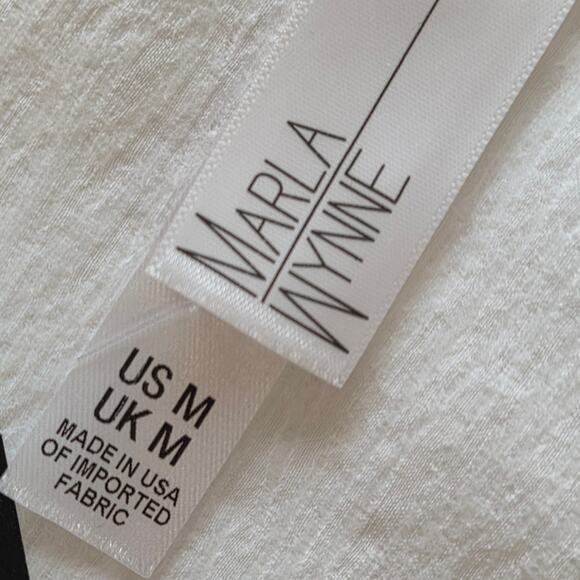 MARLA
WYNNE
US M
UK M
MADE IN USA
OF IMPORTED
FABRIC